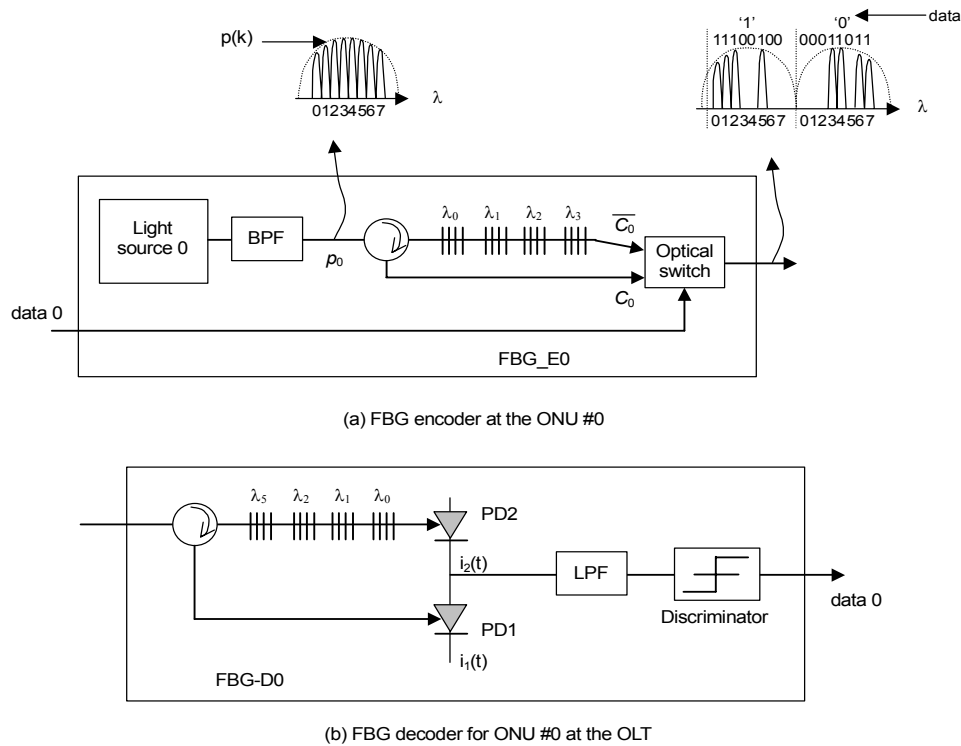 p(k)
λ
01234567
'1' '0' data
11100100 00011011
01234567 01234567 λ
Light source 0
BPF
p0
λ0 λ1 λ2 λ3
C̅0̅
C0
Optical switch
data 0
FBG_E0
(a) FBG encoder at the ONU #0
λ5 λ2 λ1 λ0
PD2
i2(t)
LPF
Discriminator
data 0
PD1
i1(t)
FBG-D0
(b) FBG decoder for ONU #0 at the OLT